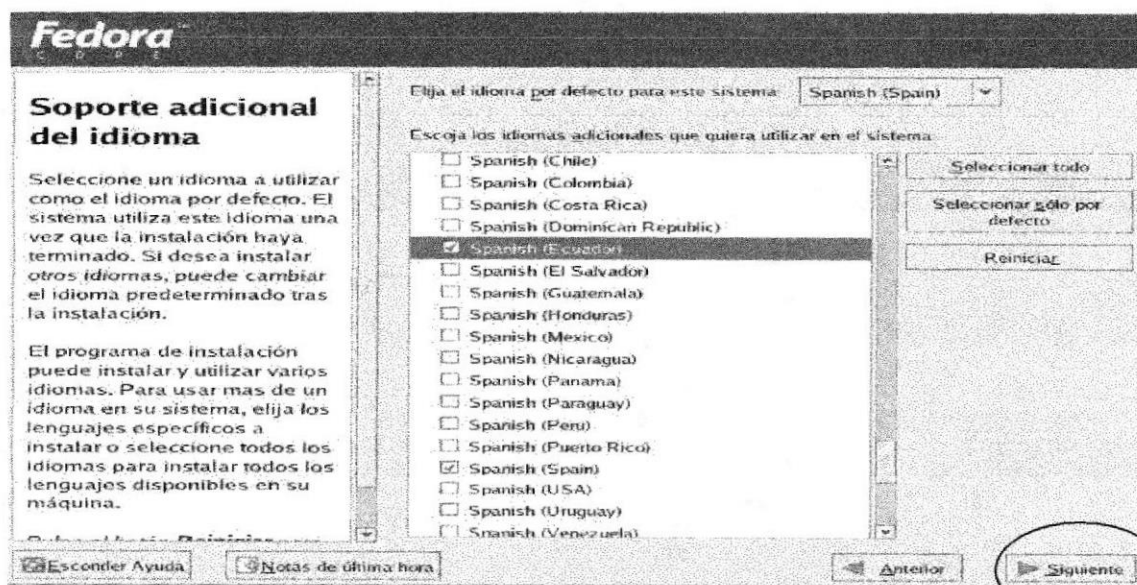 Fedora
CORE
Soporte adicional
del idioma
Seleccione un idioma a utilizar
como el idioma por defecto. El
sistema utiliza este idioma una
vez que la instalación haya
terminado. Si desea instalar
otros idiomas, puede cambiar
el idioma predeterminado tras
la instalación.
El programa de instalación
puede instalar y utilizar varios
idiomas. Para usar mas de un
idioma en su sistema, elija los
lenguajes específicos a
instalar o seleccione todos los
idiomas para instalar todos los
lenguajes disponibles en su
máquina.
Elija el idioma por defecto para este sistema Spanish (Spain)
Escoja los idiomas adicionales que quiera utilizar en el sistema
Spanish (Chile)
Spanish (Colombia)
Spanish (Costa Rica)
Spanish (Dominican Republic)
Spanish (Ecuador)
Spanish (El Salvador)
Spanish (Guatemala)
Spanish (Honduras)
Spanish (Mexico)
Spanish (Nicaragua)
Spanish (Panama)
Spanish (Paraguay)
Spanish (Peru)
Spanish (Puerto Rico)
Spanish (Spain)
Spanish (USA)
Spanish (Uruguay)
Spanish (Venezuela)
Seleccionar todo
Seleccionar sólo por
defecto
Reiniciar
Esconder Ayuda
Notas de última hora
Anterior
Siguiente